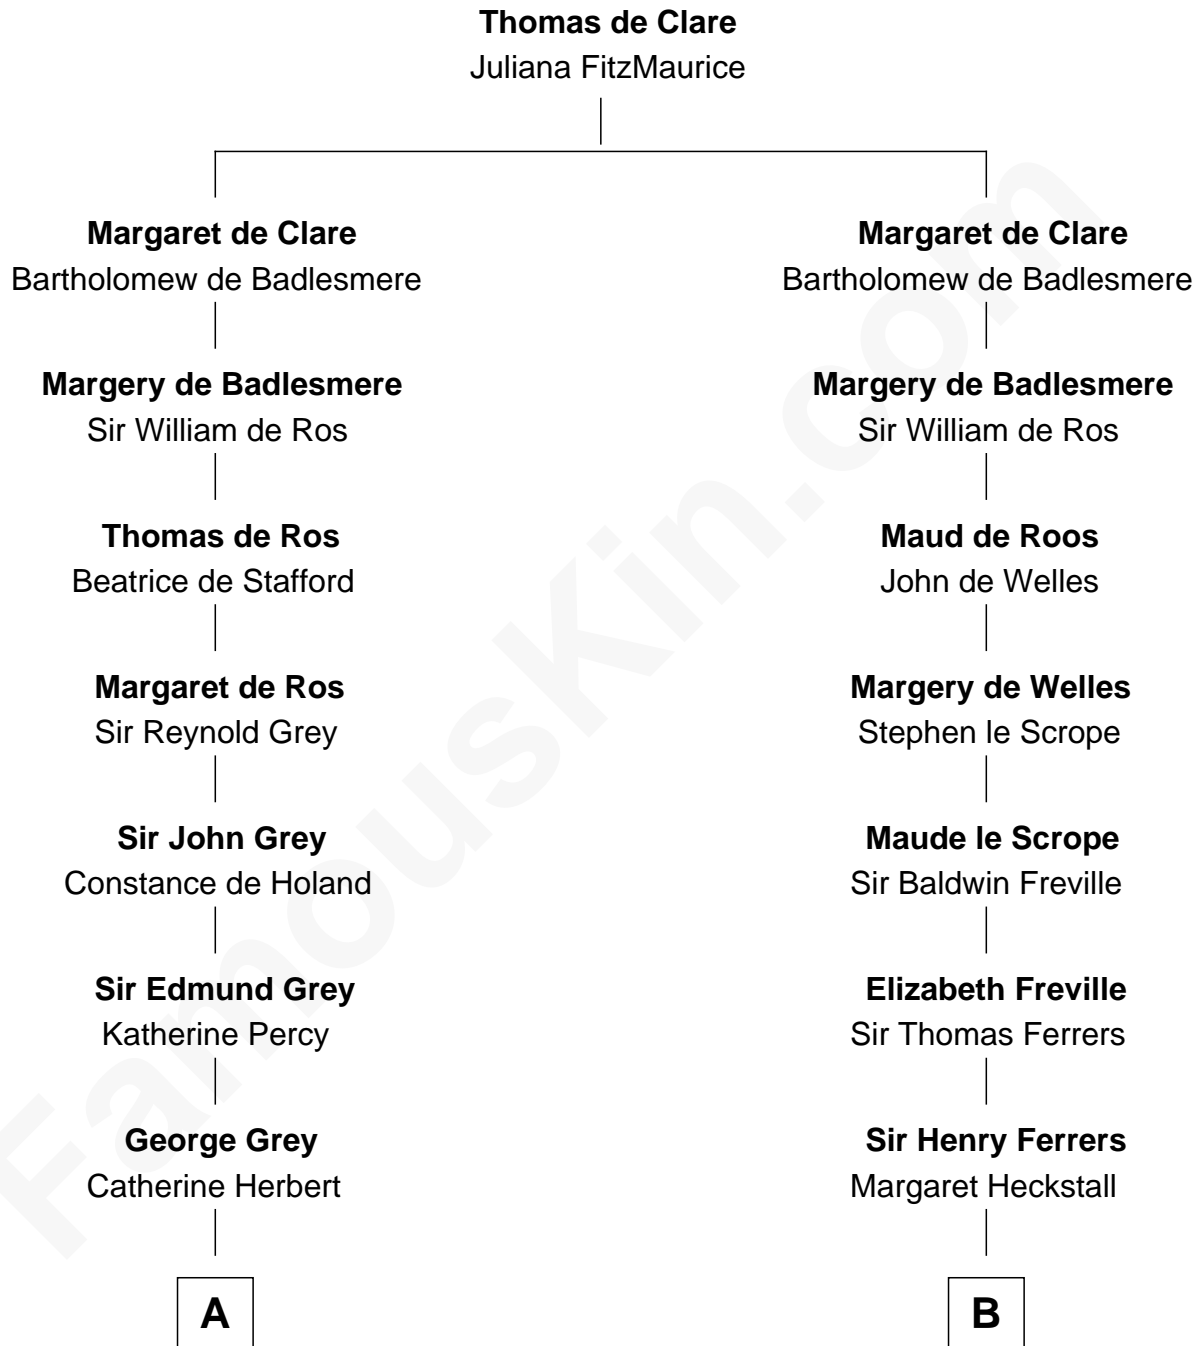 Thomas de Clare
Juliana FitzMaurice
Margaret de Clare
Bartholomew de Badlesmere
Margaret de Clare
Bartholomew de Badlesmere
Margery de Badlesmere
Sir William de Ros
Margery de Badlesmere
Sir William de Ros
Thomas de Ros
Beatrice de Stafford
Maud de Roos
John de Welles
Margaret de Ros
Sir Reynold Grey
Margery de Welles
Stephen le Scrope
Sir John Grey
Constance de Holand
Maude le Scrope
Sir Baldwin Freville
Sir Edmund Grey
Katherine Percy
Elizabeth Freville
Sir Thomas Ferrers
George Grey
Catherine Herbert
Sir Henry Ferrers
Margaret Heckstall
A
B
FamousKin.com